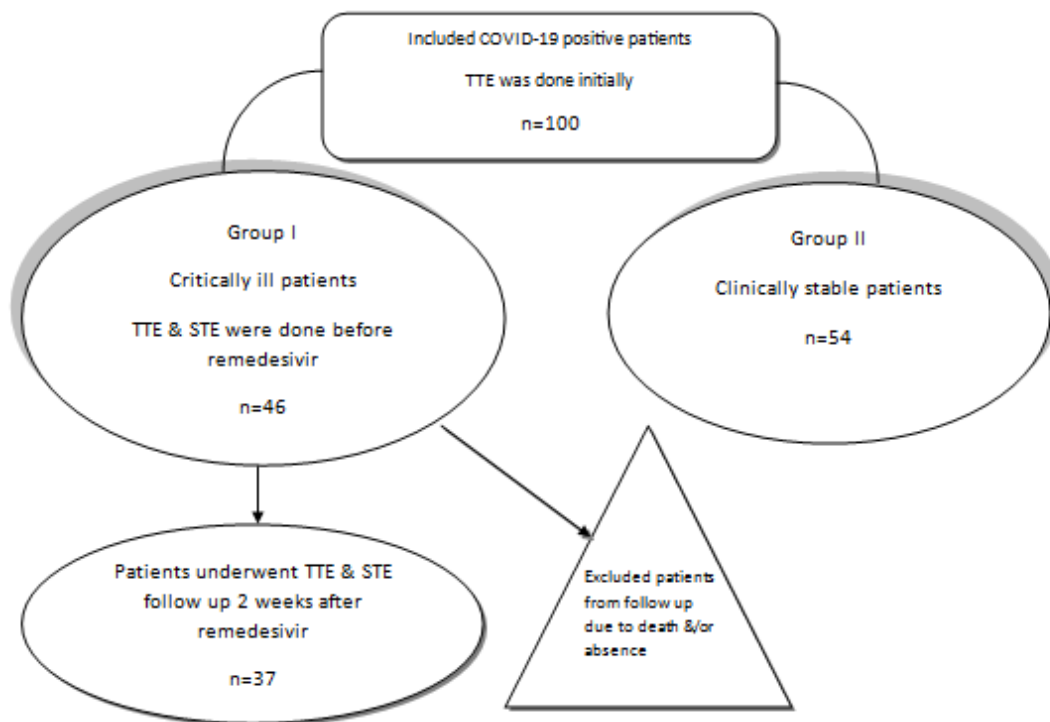 Included COVID-19 positive patients
TTE was done initially
n=100
Group I
Critically ill patients
TTE & STE were done before
remedesivir
n=46
Group II
Clinically stable patients
n=54
Patients underwent TTE & STE
follow up 2 weeks after
remedesivir
n=37
Excluded patients
from follow up
due to death &/or
absence